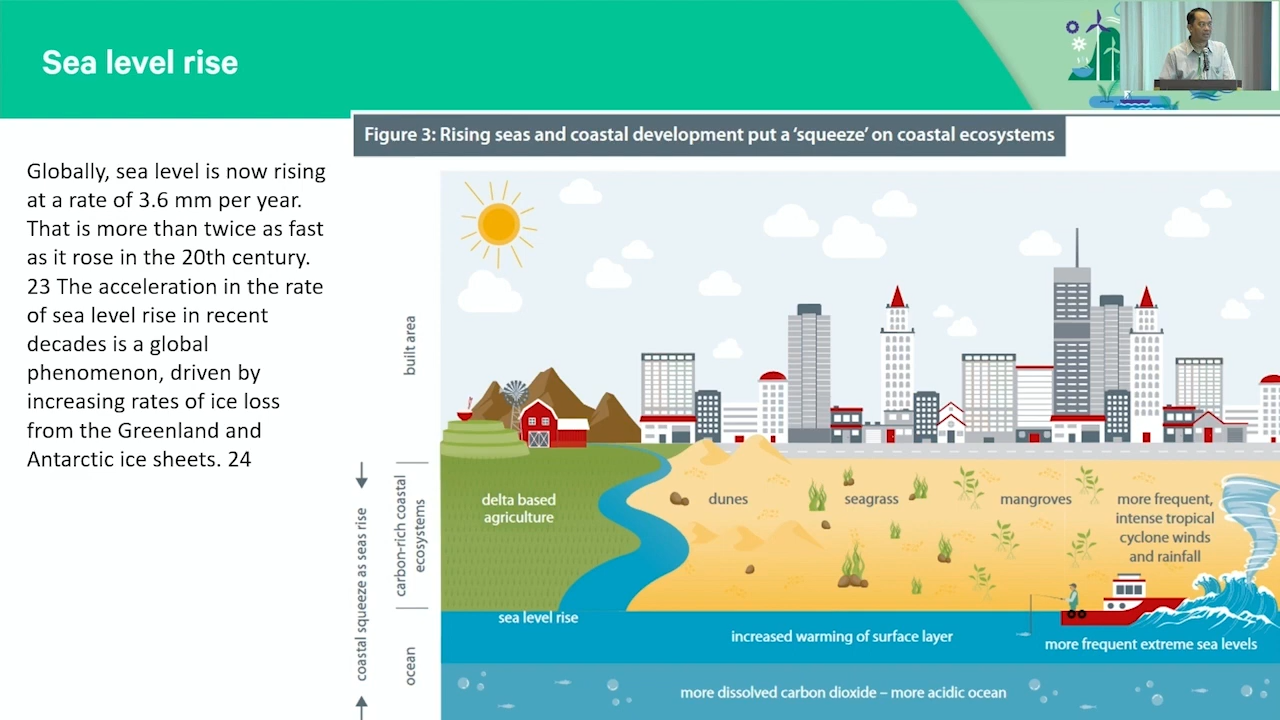 Sea level rise
Globally, sea level is now rising
at a rate of 3.6 mm per year.
That is more than twice as fast
as it rose in the 20th century.
23 The acceleration in the rate
of sea level rise in recent
decades is a global
phenomenon, driven by
increasing rates of ice loss
from the Greenland and
Antarctic ice sheets. 24
Figure 3: Rising seas and coastal development put a ‘squeeze’ on coastal ecosystems
built area
coastal squeeze as seas rise
carbon-rich coastal
ecosystems
ocean
delta based
agriculture
dunes
seagrass
mangroves
more frequent,
intense tropical
cyclone winds
and rainfall
sea level rise
increased warming of surface layer
more frequent extreme sea levels
more dissolved carbon dioxide – more acidic ocean